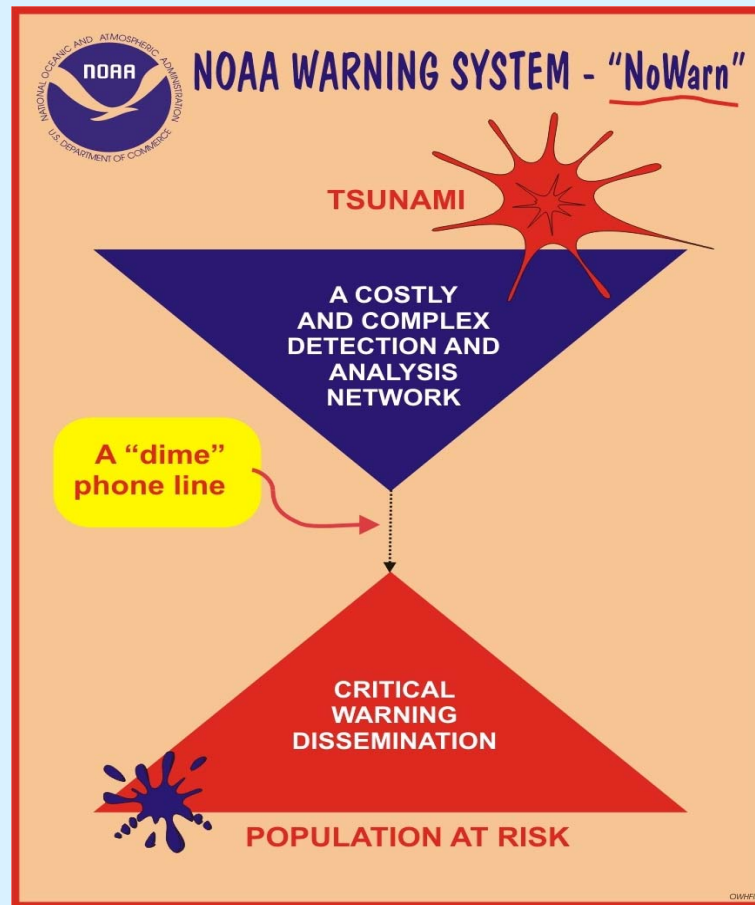 NATIONAL OCEANIC AND ATMOSPHERIC ADMINISTRATION
U.S. DEPARTMENT OF COMMERCE
NOAA
NOAA WARNING SYSTEM - “NoWarn”
TSUNAMI
A COSTLY
AND COMPLEX
DETECTION AND
ANALYSIS
NETWORK
A “dime”
phone line
CRITICAL
WARNING
DISSEMINATION
POPULATION AT RISK